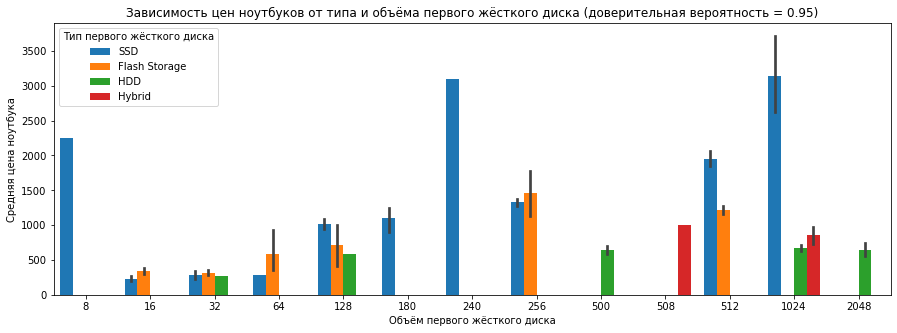 Зависимость цен ноутбуков от типа и объёма первого жёсткого диска (доверительная вероятность = 0.95)
Тип первого жёсткого диска
SSD
Flash Storage
HDD
Hybrid
Средняя цена ноутбука
3500
3000
2500
2000
1500
1000
500
0
8 16 32 64 128 180 240 256 500 508 512 1024 2048
Объём первого жёсткого диска